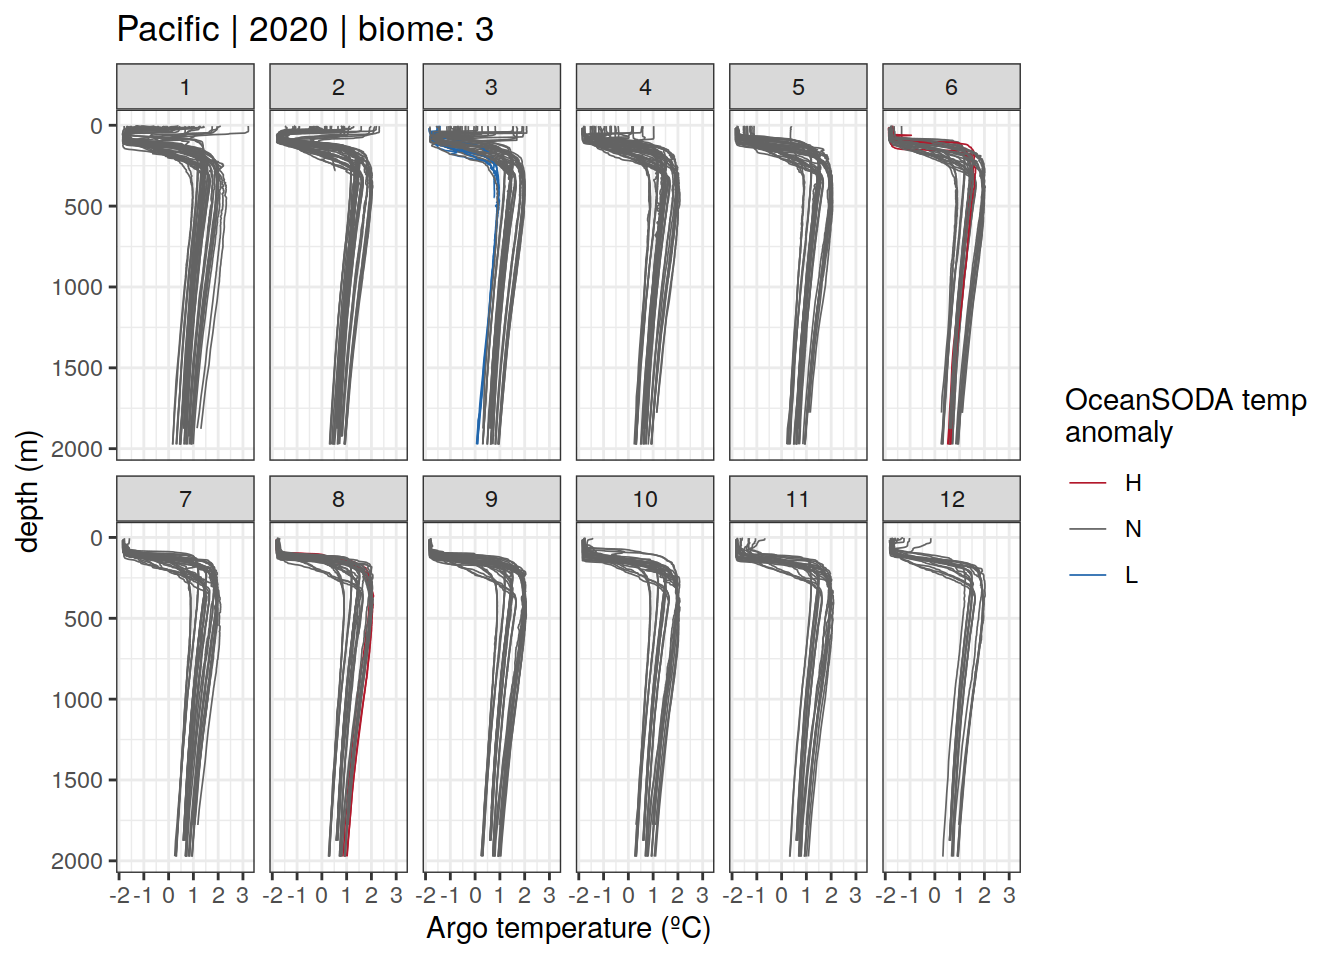 Pacific | 2020 | biome: 3
1 2 3 4 5 6
0
500
1000
1500
2000
7 8 9 10 11 12
0
500
1000
1500
2000
-2 -1 0 1 2 3 -2 -1 0 1 2 3 -2 -1 0 1 2 3 -2 -1 0 1 2 3 -2 -1 0 1 2 3 -2 -1 0 1 2 3
Argo temperature (ºC)
depth (m)
OceanSODA temp
anomaly
H
N
L